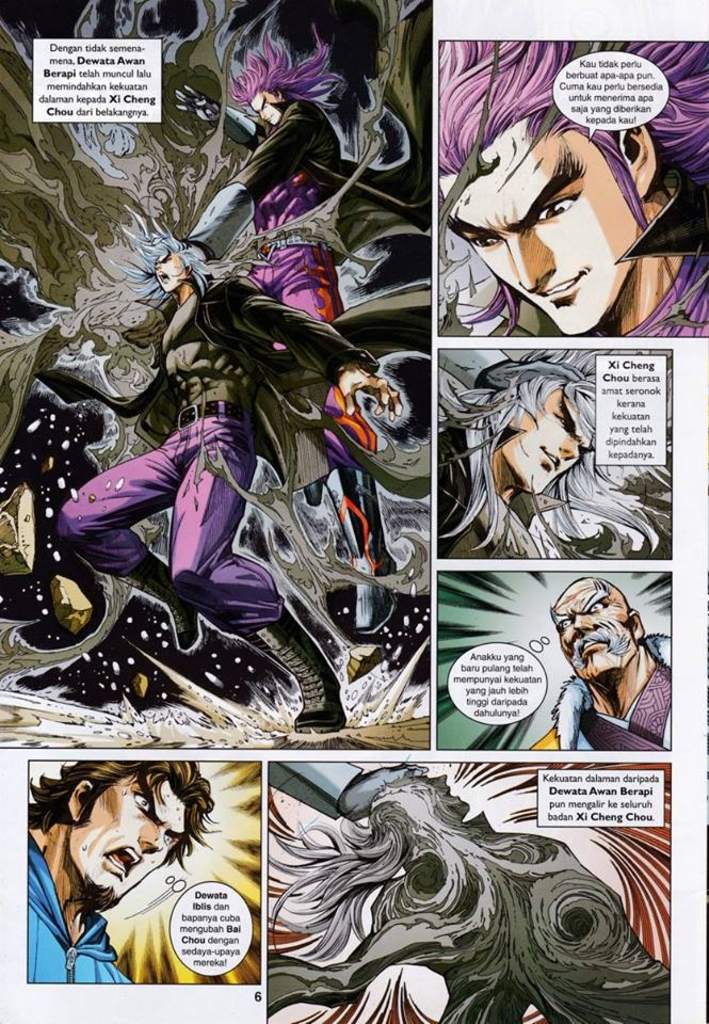 Dengan tidak semena-
mena, Dewata Awan
Berapi telah muncul lalu
memindahkan kekuatan
dalaman kepada Xi Cheng
Chou dari belakangnya.
Kau tidak perlu
berbuat apa-apa pun.
Cuma kau perlu bersedia
untuk menerima apa
saja yang diberikan
kepada kau!
Xi Cheng
Chou berasa
amat seronok
kerana
kekuatan
yang telah
dipindahkan
kepadanya.
Anakku yang
baru pulang telah
mempunyai kekuatan
yang jauh lebih
tinggi daripada
dahulunya!
Dewata
Iblis dan
bapanya cuba
mengubah Bai
Chou dengan
sedaya-upaya
mereka!
Kekuatan dalaman daripada
Dewata Awan Berapi
pun mengalir ke seluruh
badan Xi Cheng Chou.
6